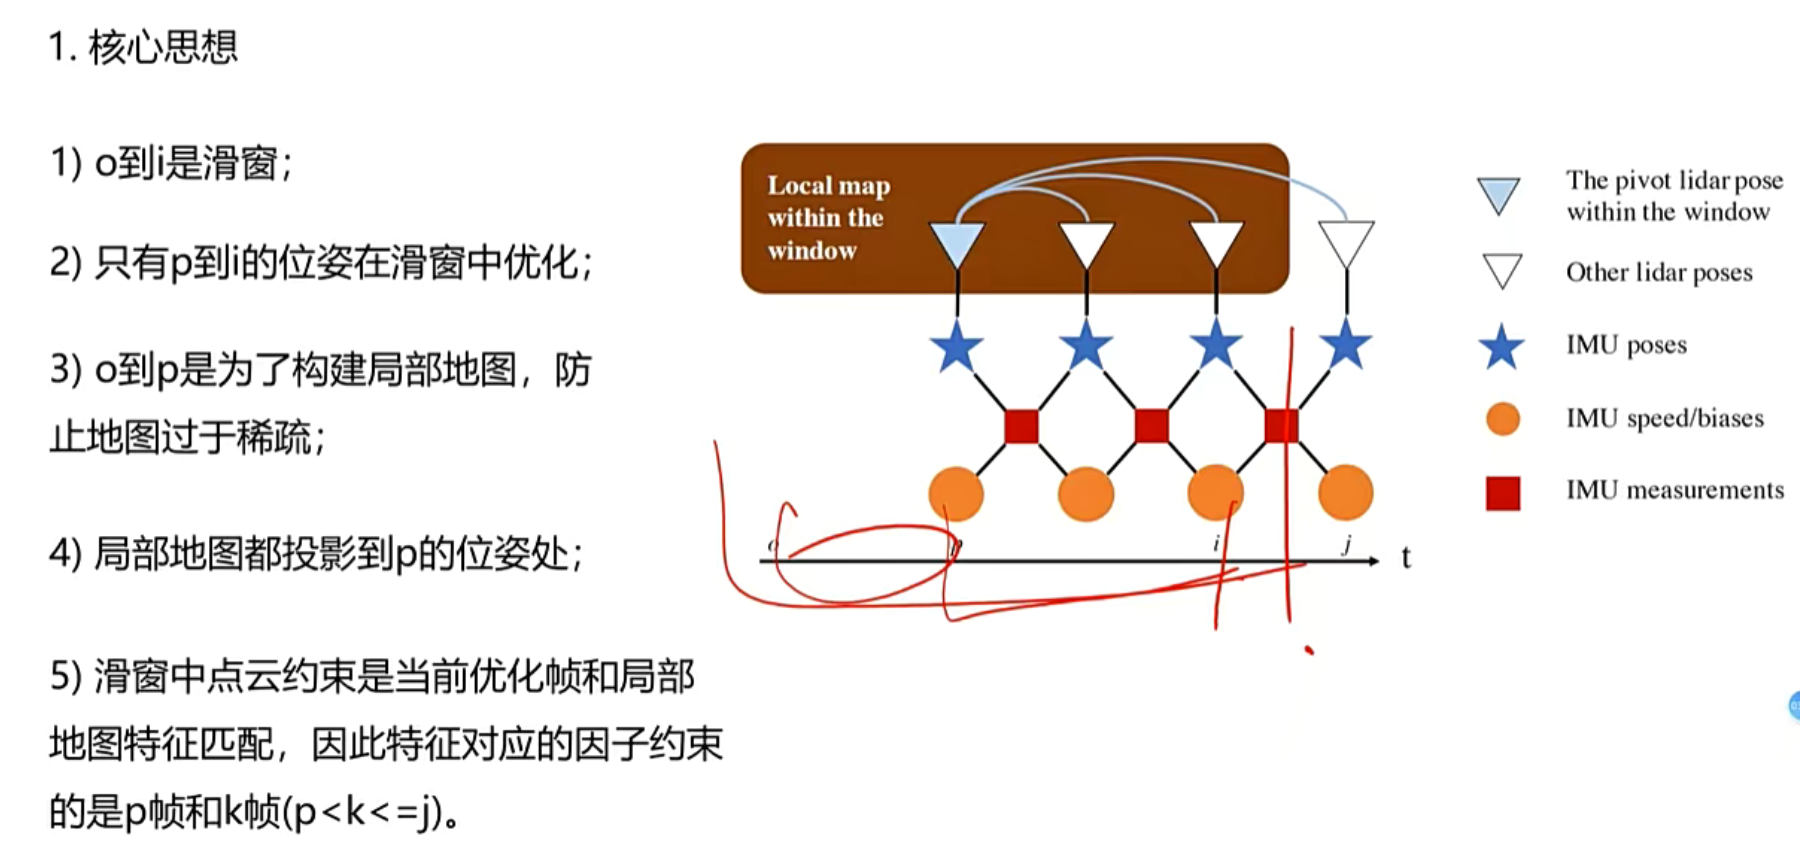 1. 核心思想
1) o到i是滑窗；
2) 只有p到i的位姿在滑窗中优化；
3) o到p是为了构建局部地图，防
止地图过于稀疏；
4) 局部地图都投影到p的位姿处；
5) 滑窗中点云约束是当前优化帧和局部
地图特征匹配，因此特征对应的因子约束
的是p帧和k帧(p<k<=j)。
Local map
within the
window
o
p
i
j
t
The pivot lidar pose
within the window
Other lidar poses
IMU poses
IMU speed/biases
IMU measurements